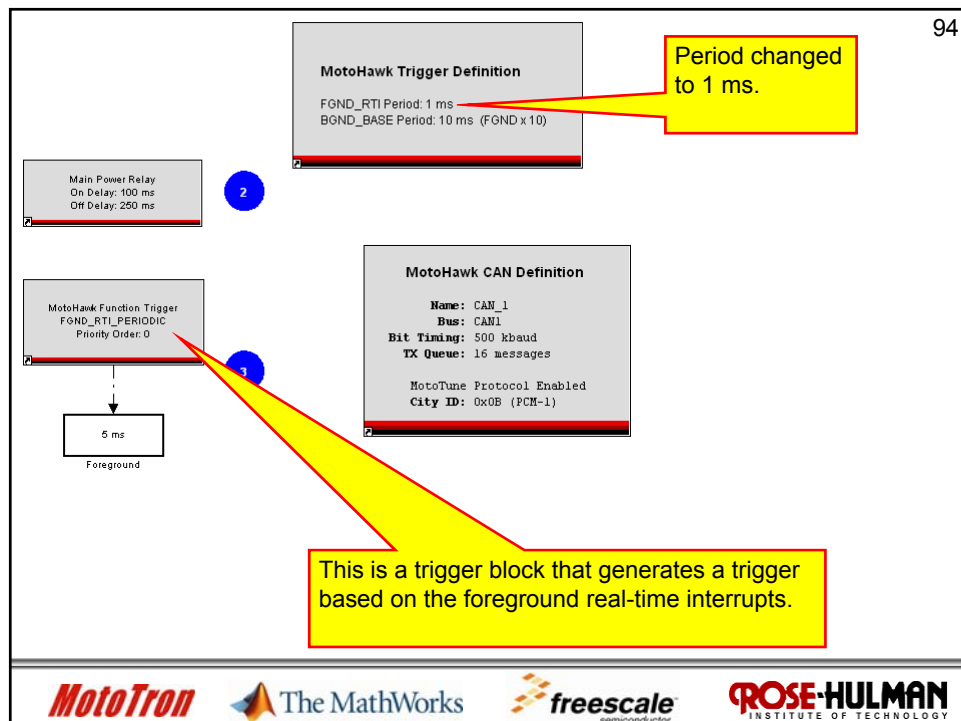 94
MotoHawk Trigger Definition
FGND_RTI Period: 1 ms
BGND_BASE Period: 10 ms (FGND x 10)
Period changed
to 1 ms.
Main Power Relay
On Delay: 100 ms
Off Delay: 250 ms
2
MotoHawk Function Trigger
FGND_RTI_PERIODIC
Priority Order: 0
3
5 ms
Foreground
MotoHawk CAN Definition
Name: CAN_1
Bus: CAN1
Bit Timing: 500 kbaud
TX Queue: 16 messages
MotoTune Protocol Enabled
City ID: 0x0B (PCM-1)
This is a trigger block that generates a trigger
based on the foreground real-time interrupts.
MotoTron
The MathWorks
freescale
semiconductor
ROSE-HULMAN
INSTITUTE OF TECHNOLOGY